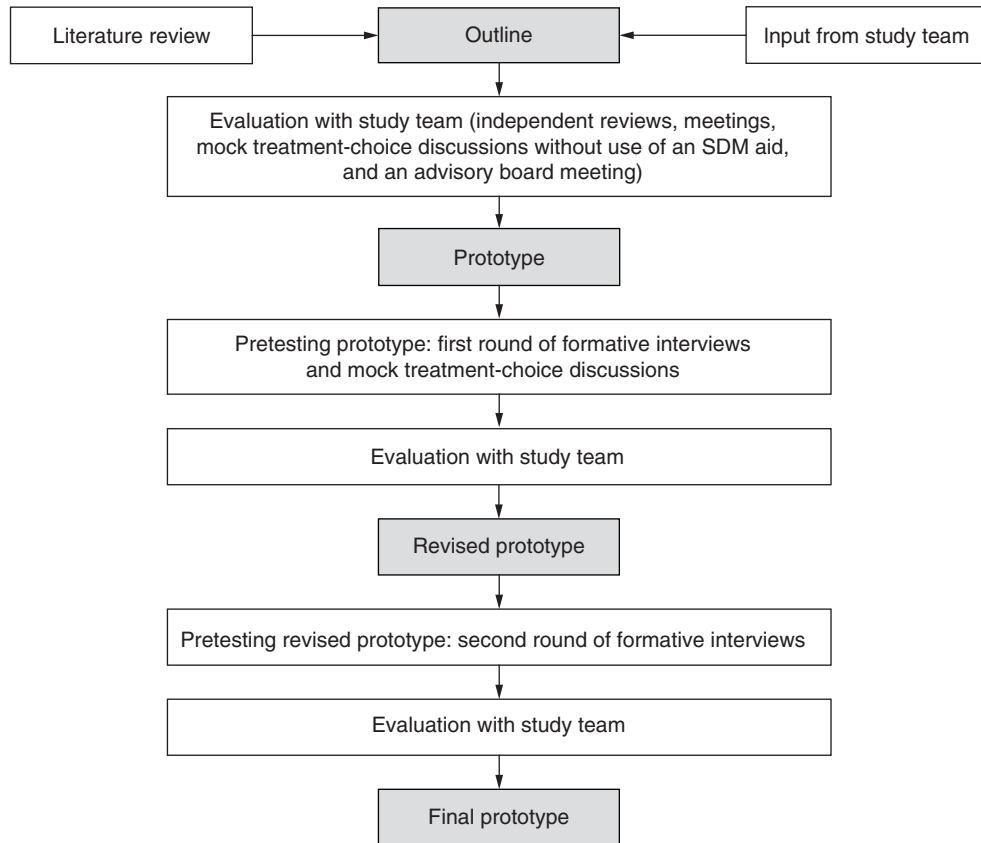 Literature review
Outline
Input from study team
Evaluation with study team (independent reviews, meetings,
mock treatment-choice discussions without use of an SDM aid,
and an advisory board meeting)
Prototype
Pretesting prototype: first round of formative interviews
and mock treatment-choice discussions
Evaluation with study team
Revised prototype
Pretesting revised prototype: second round of formative interviews
Evaluation with study team
Final prototype